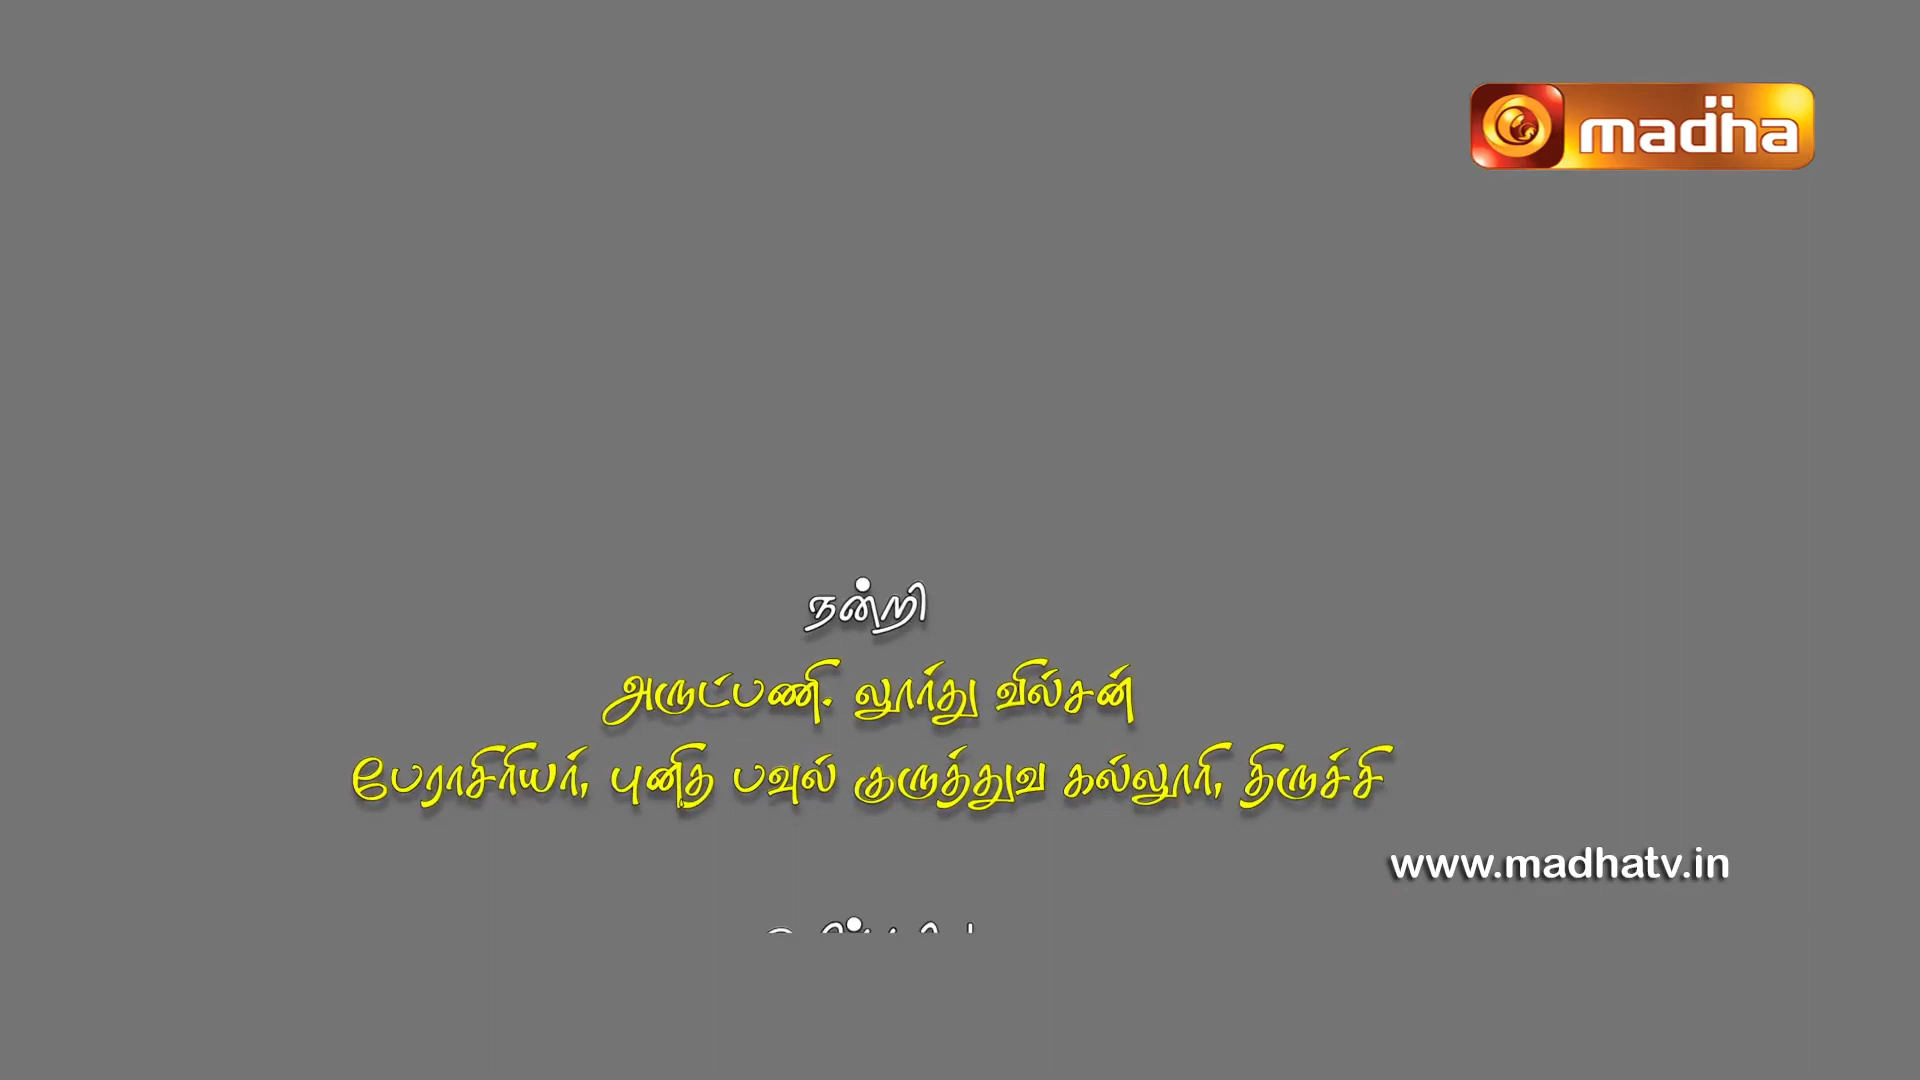 madha
நன்றி
அருட்பணி. லூர்து வில்சன்
பேராசிரியர், புனித பவுல் குருத்துவ கல்லூரி, திருச்சி
www.madhatv.in